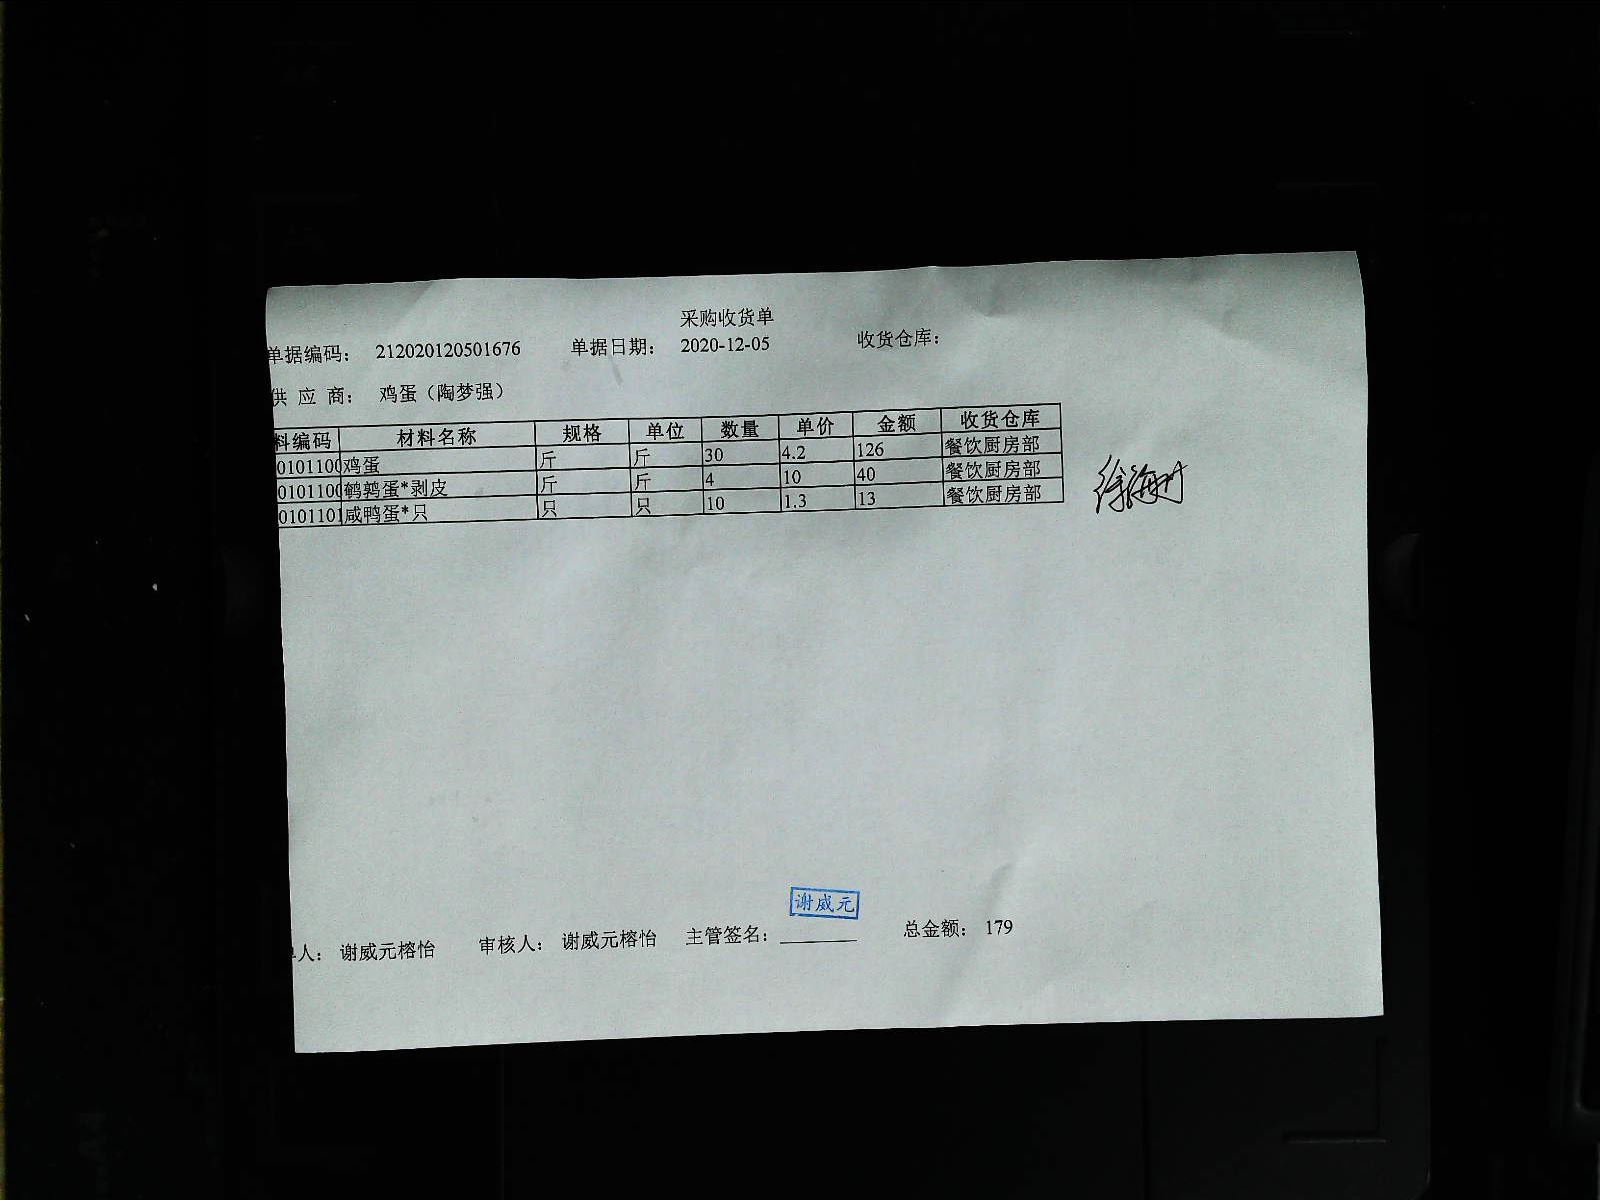 采购收货单
单据编码： 212020120501676 单据日期： 2020-12-05 收货仓库：
供 应 商： 鸡蛋（陶梦强）
料编码 材料名称 规格 单位 数量 单价 金额 收货仓库
0101100 鸡蛋 斤 斤 30 4.2 126 餐饮厨房部
0101100 鹌鹑蛋*剥皮 斤 斤 4 10 40 餐饮厨房部
0101101 咸鸭蛋*只 只 只 10 1.3 13 餐饮厨房部
谢威元
人： 谢威元榕怡 审核人： 谢威元榕怡 主管签名： 总金额： 179